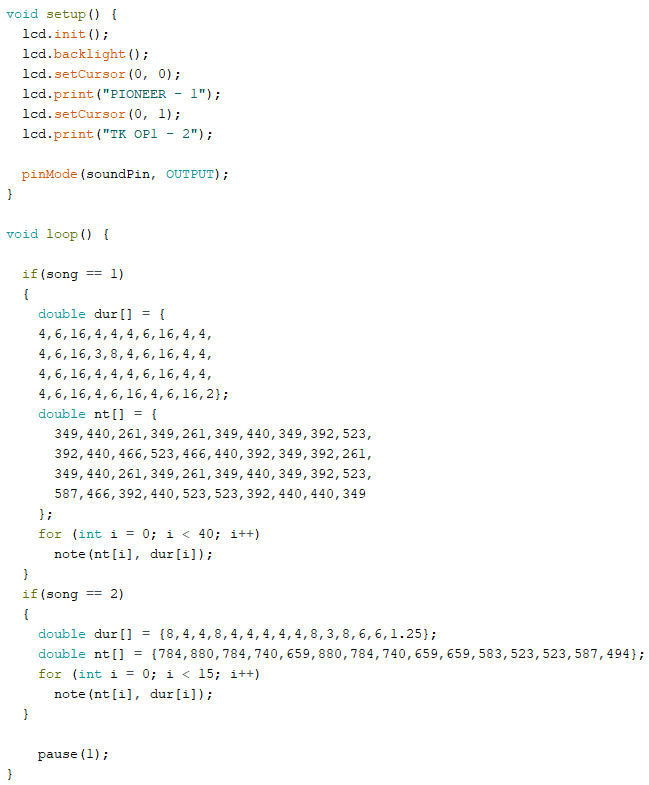 void setup() {
  lcd.init();
  lcd.backlight();
  lcd.setCursor(0, 0);
  lcd.print("PIONEER - 1");
  lcd.setCursor(0, 1);
  lcd.print("TK OP1 - 2");

  pinMode(soundPin, OUTPUT);
}

void loop() {

  if(song == 1)
  {
    double dur[] = {
    4,6,16,4,4,4,6,16,4,4,
    4,6,16,3,8,4,6,16,4,4,
    4,6,16,4,4,4,6,16,4,4,
    4,6,16,4,6,16,4,6,16,2};
    double nt[] = {
      349,440,261,349,261,349,440,349,392,523,
      392,440,466,523,466,440,392,349,392,261,
      349,440,261,349,261,349,440,349,392,523,
      587,466,392,440,523,523,392,440,440,349
    };
    for (int i = 0; i < 40; i++)
      note(nt[i], dur[i]);
  }
  if(song == 2)
  {
    double dur[] = {8,4,4,8,4,4,4,4,4,8,3,8,6,6,1.25};
    double nt[] = {784,880,784,740,659,880,784,740,659,659,583,523,523,587,494};
    for (int i = 0; i < 15; i++)
      note(nt[i], dur[i]);
  }

    pause(1);
}